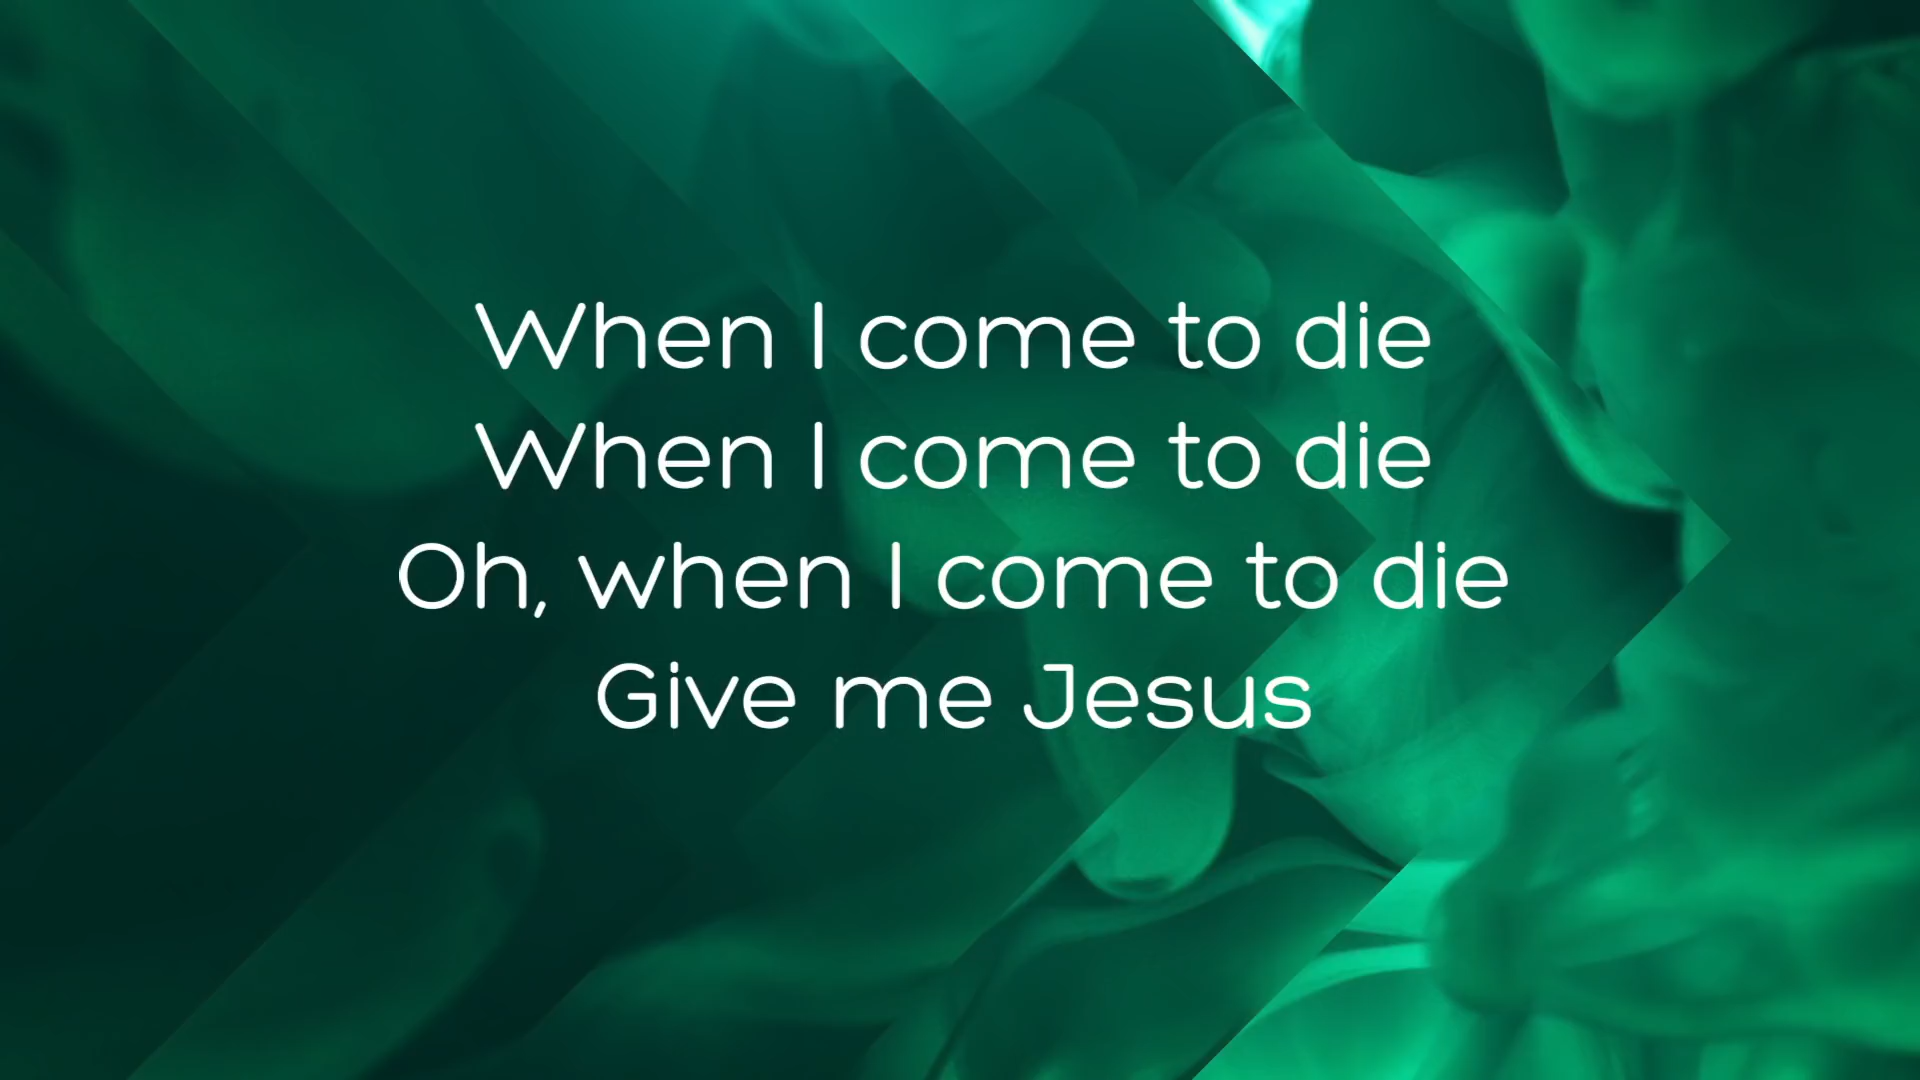 When I come to die
When I come to die
Oh, when I come to die
Give me Jesus